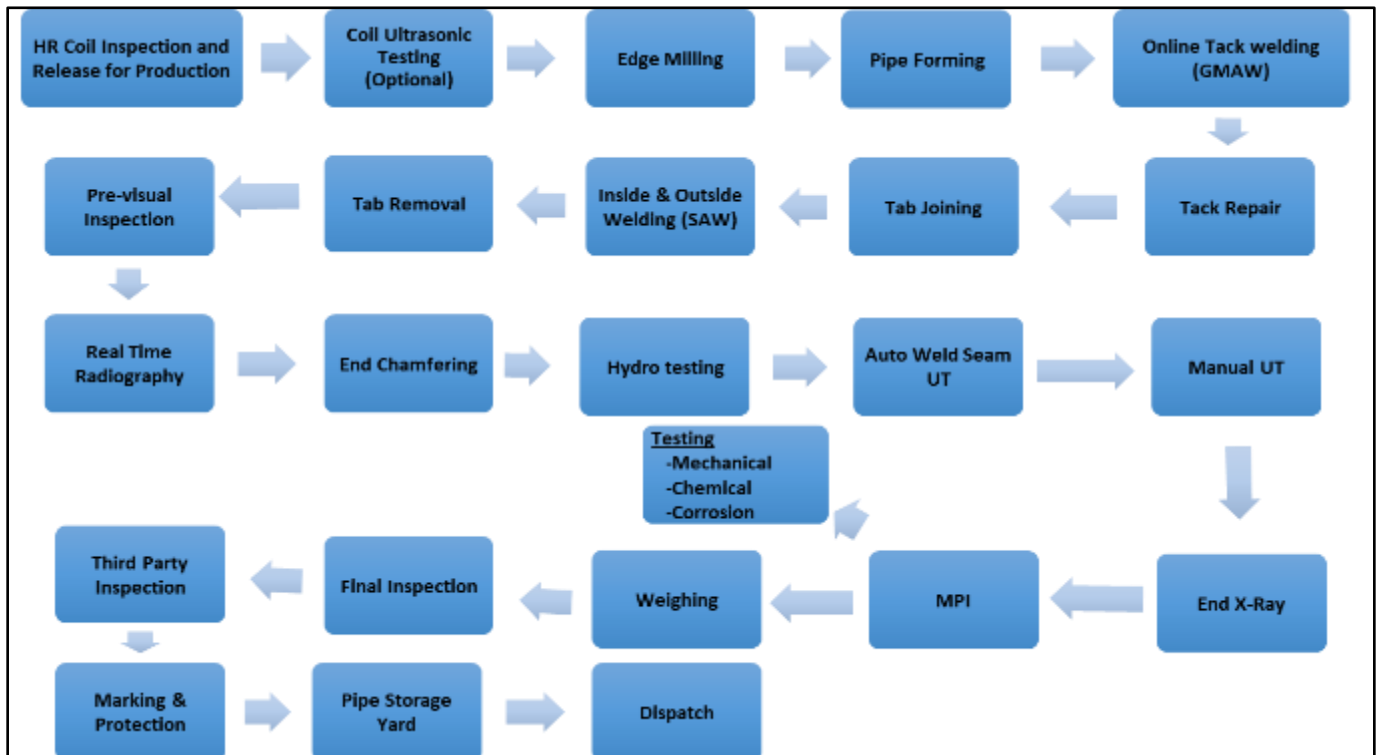 HR Coil Inspection and
Release for Production
Coil Ultrasonic
Testing
(Optional)
Edge Milling
Pipe Forming
Online Tack welding
(GMAW)
Pre-visual
Inspection
Tab Removal
Inside & Outside
Welding (SAW)
Tab Joining
Tack Repair
Real Time
Radiography
End Chamfering
Hydro testing
Auto Weld Seam
UT
Manual UT
Testing
-Mechanical
-Chemical
-Corrosion
Third Party
Inspection
Final Inspection
Weighing
MPI
End X-Ray
Marking &
Protection
Pipe Storage
Yard
Dispatch